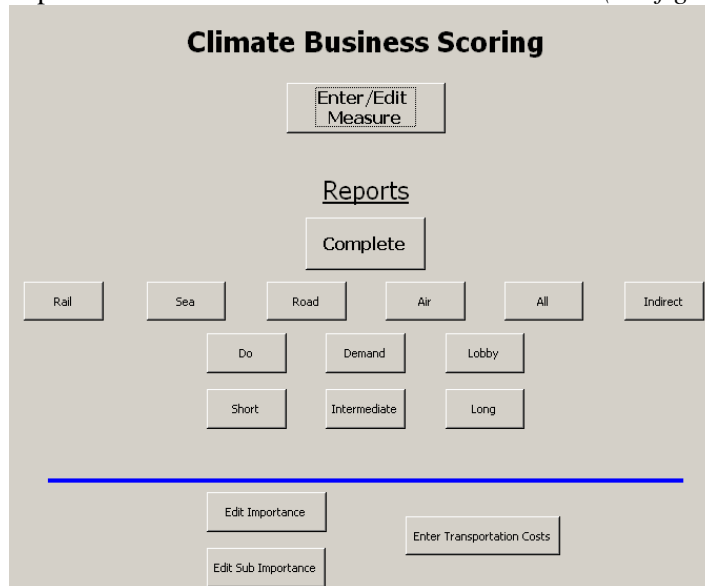 Climate Business Scoring
Enter/Edit
Measure
Reports
Complete
Rail Sea Road Air All Indirect
Do Demand Lobby
Short Intermediate Long
Edit Importance
Enter Transportation Costs
Edit Sub Importance